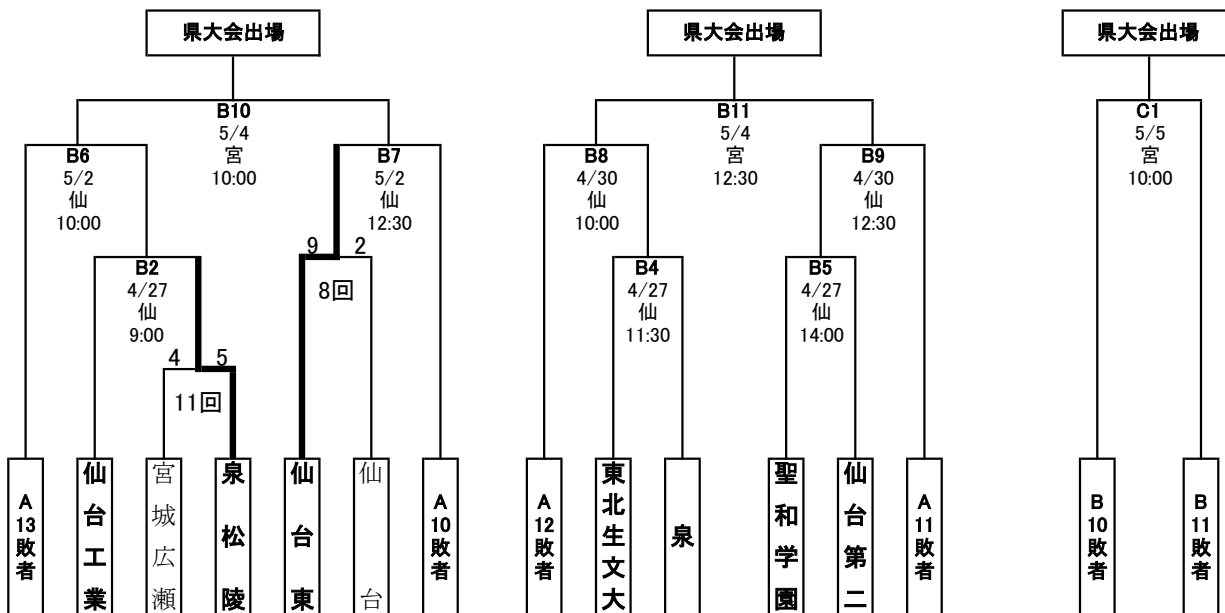 県大会出場
県大会出場
県大会出場
B10
5/4
宮
10:00
B11
5/4
宮
12:30
C1
5/5
宮
10:00
B6
5/2
仙
10:00
B7
5/2
仙
12:30
B8
4/30
仙
10:00
B9
4/30
仙
12:30
9 2
8回
B2
4/27
仙
9:00
B4
4/27
仙
11:30
B5
4/27
仙
14:00
4 5
11回
A13敗者
仙台工業
宮城広瀬
泉松陵
仙台東
仙台
A10敗者
A12敗者
東北生文大
泉
聖和学園
仙台第二
A11敗者
B10敗者
B11敗者